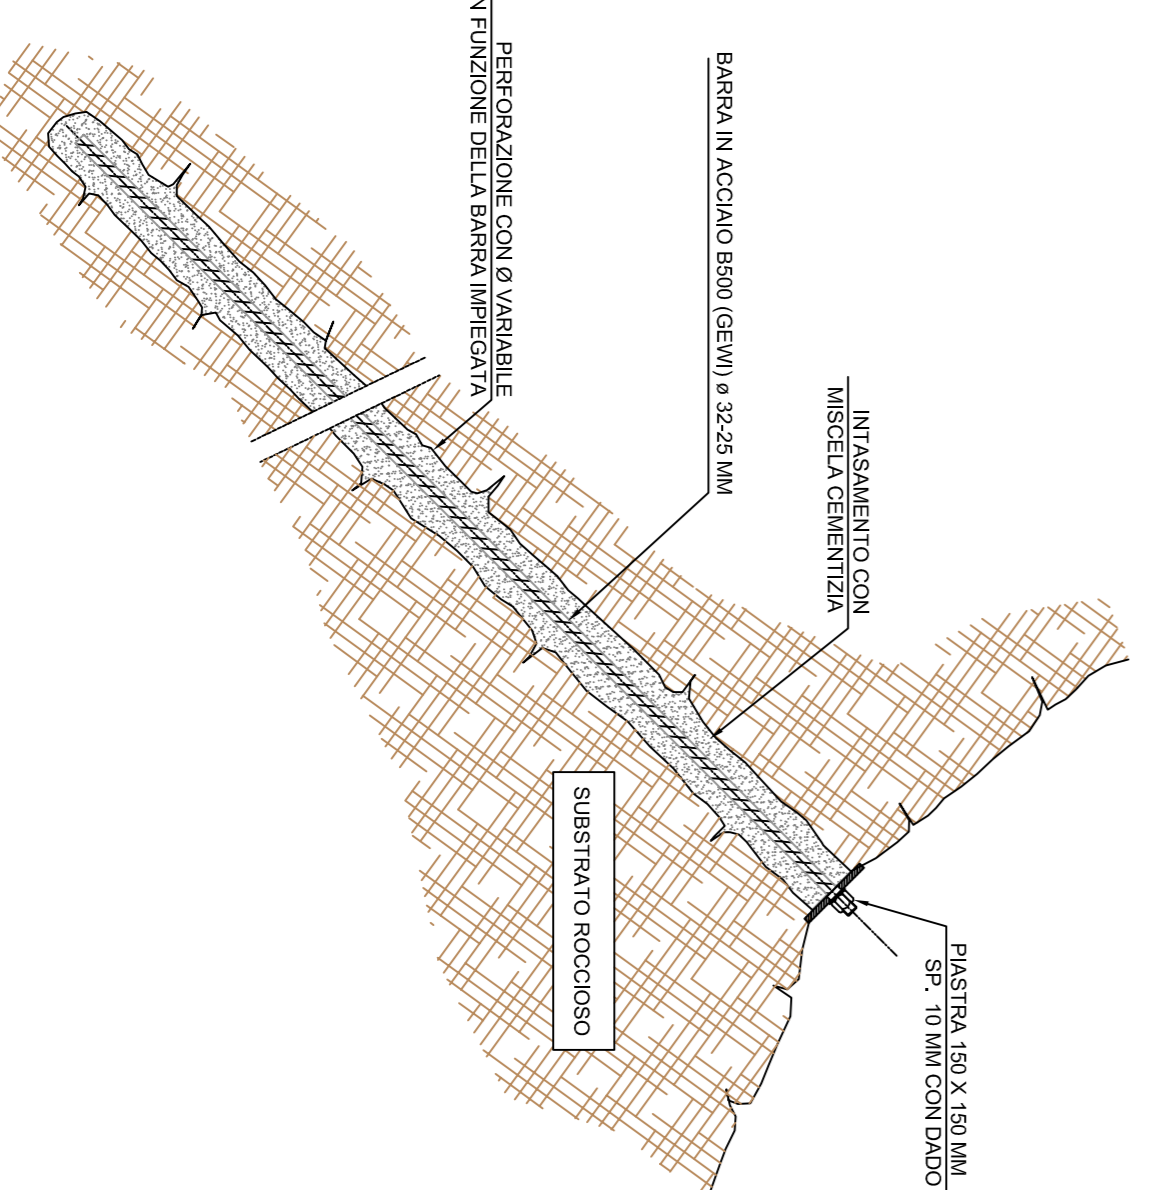 PIASTRA 150 X 150 MM
SP. 10 MM CON DADO
INTASAMENTO CON
MISCELA CEMENTIZIA
BARRA IN ACCIAIO B500 (GEWI) ø 32-25 MM
SUBSTRATO ROCCIOSO
PERFORAZIONE CON Ø VARIABILE
N FUNZIONE DELLA BARRA IMPIEGATA